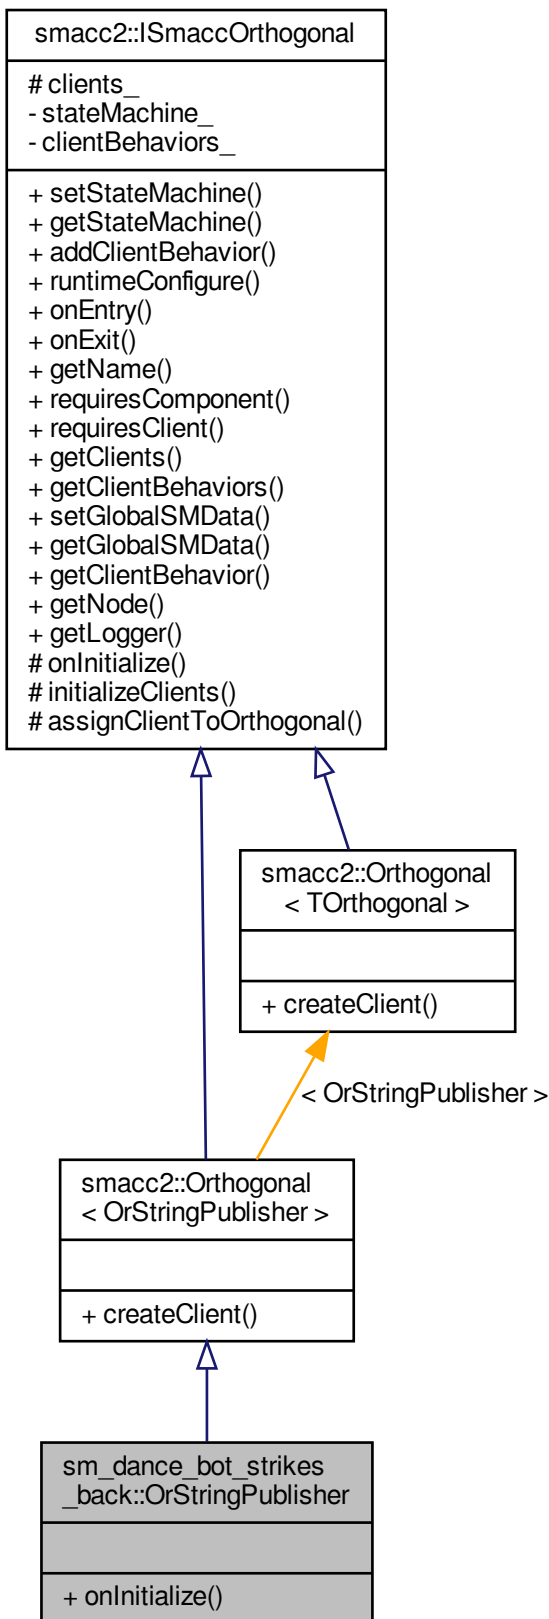 smacc2::ISmaccOrthogonal
# clients_
- stateMachine_
- clientBehaviors_
+ setStateMachine()
+ getStateMachine()
+ addClientBehavior()
+ runtimeConfigure()
+ onEntry()
+ onExit()
+ getName()
+ requiresComponent()
+ requiresClient()
+ getClients()
+ getClientBehaviors()
+ setGlobalSMData()
+ getGlobalSMData()
+ getClientBehavior()
+ getNode()
+ getLogger()
# onInitialize()
# initializeClients()
# assignClientToOrthogonal()
smacc2::Orthogonal
< TOrthogonal >
+ createClient()
< OrStringPublisher >
smacc2::Orthogonal
< OrStringPublisher >
+ createClient()
sm_dance_bot_strikes
_back::OrStringPublisher
+ onInitialize()